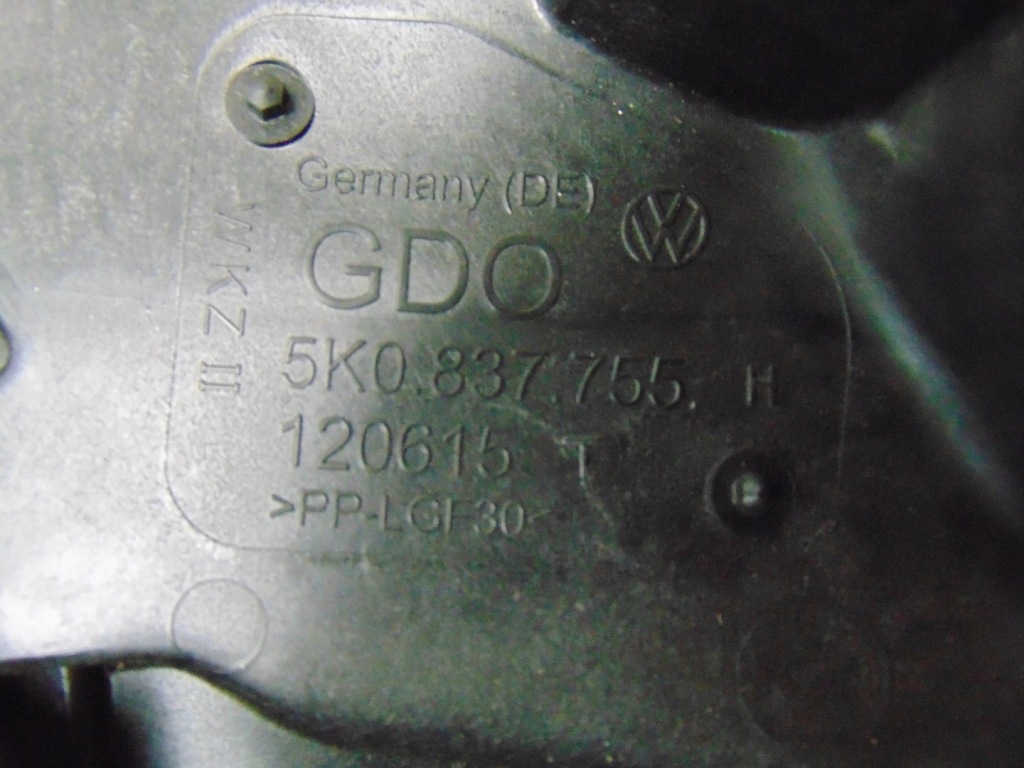 Germany (DE)
GDO
5K0.837.755. H
120615 T
>PP-LGF30<
WKZ II